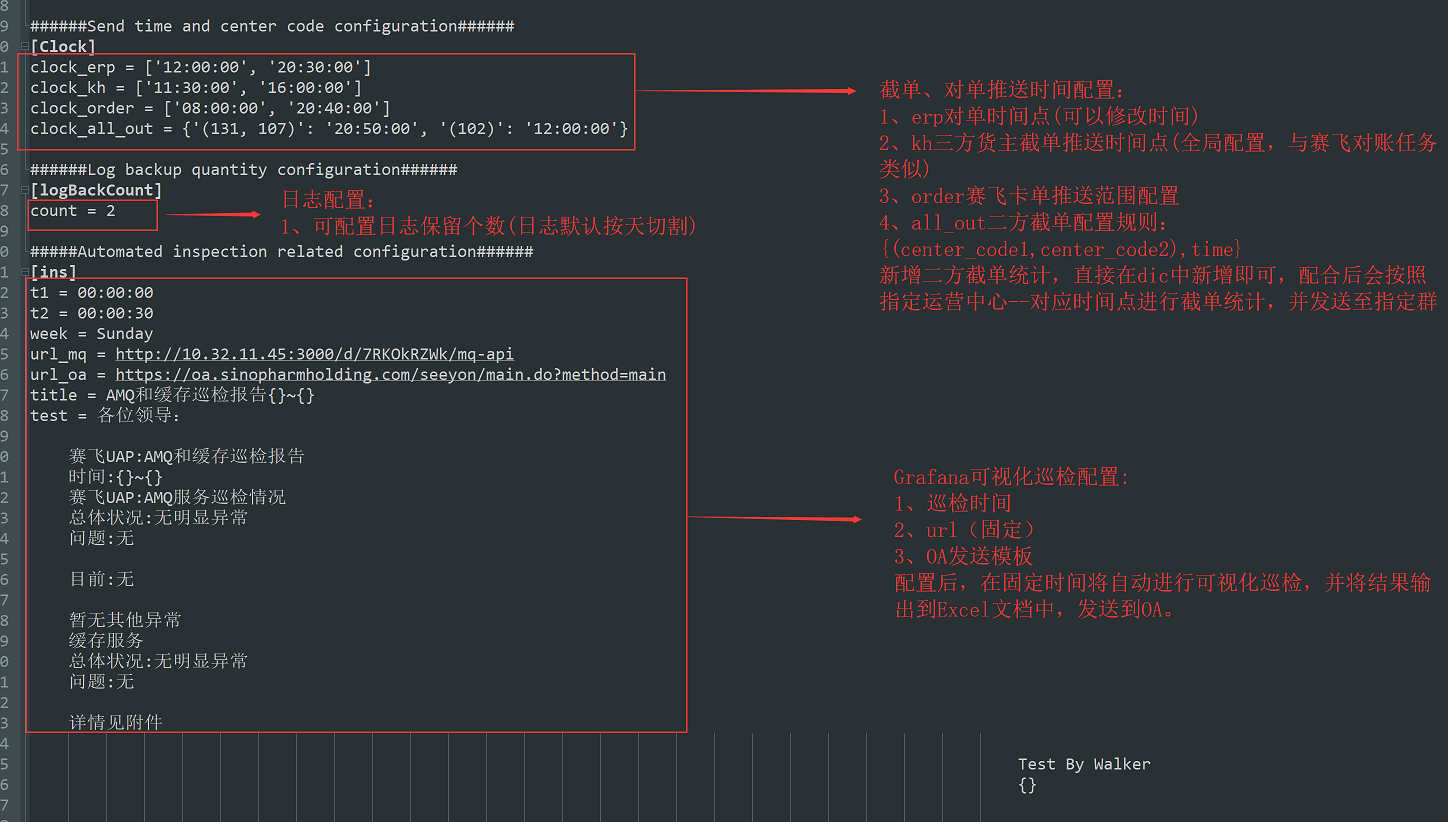 ######Send time and center code configuration######
[Clock]
clock_erp = ['12:00:00', '20:30:00']
clock_kh = ['11:30:00', '16:00:00']
clock_order = ['08:00:00', '20:40:00']
clock_all_out = {'(131, 107)': '20:50:00', '(102)': '12:00:00'}
截单、对单推送时间配置:
1、erp对单时间点(可以修改时间)
2、kh三方货主截单推送时间点(全局配置，与赛飞对账任务
类似)
3、order赛飞卡单推送范围配置
4、all_out二方截单配置规则:
{(center_code1,center_code2),time}
新增二方截单统计，直接在dic中新增即可，配合后会按照
指定运营中心--对应时间点进行截单统计，并发送至指定群
######Log backup quantity configuration######
[logBackCount]
count = 2
日志配置:
1、可配置日志保留个数(日志默认按天切割)
#####Automated inspection related configuration######
[ins]
t1 = 00:00:00
t2 = 00:00:30
week = Sunday
url_mq = http://10.32.11.45:3000/d/7RKOkRZWk/mq-api
url_oa = https://oa.sinopharmholding.com/seeyon/main.do?method=main
title = AMQ和缓存巡检报告{}~{}
test = 各位领导:
赛飞UAP:AMQ和缓存巡检报告
时间:{}~{}
赛飞UAP:AMQ服务巡检情况
总体状况:无明显异常
问题:无
目前:无
暂无其他异常
缓存服务
总体状况:无明显异常
问题:无
详情见附件
Grafana可视化巡检配置:
1、巡检时间
2、url（固定）
3、OA发送模板
配置后，在固定时间将自动进行可视化巡检，并将结果输
出到Excel文档中，发送到OA。
Test By Walker
{}